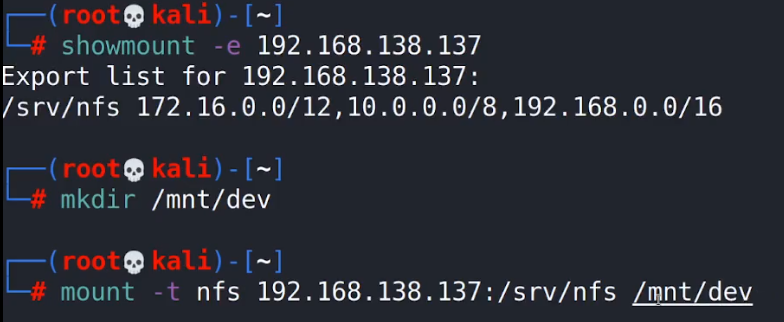 ┌──(root💀kali)-[~]
└─# showmount -e 192.168.138.137
Export list for 192.168.138.137:
/srv/nfs 172.16.0.0/12,10.0.0.0/8,192.168.0.0/16
┌──(root💀kali)-[~]
└─# mkdir /mnt/dev
┌──(root💀kali)-[~]
└─# mount -t nfs 192.168.138.137:/srv/nfs /mnt/dev